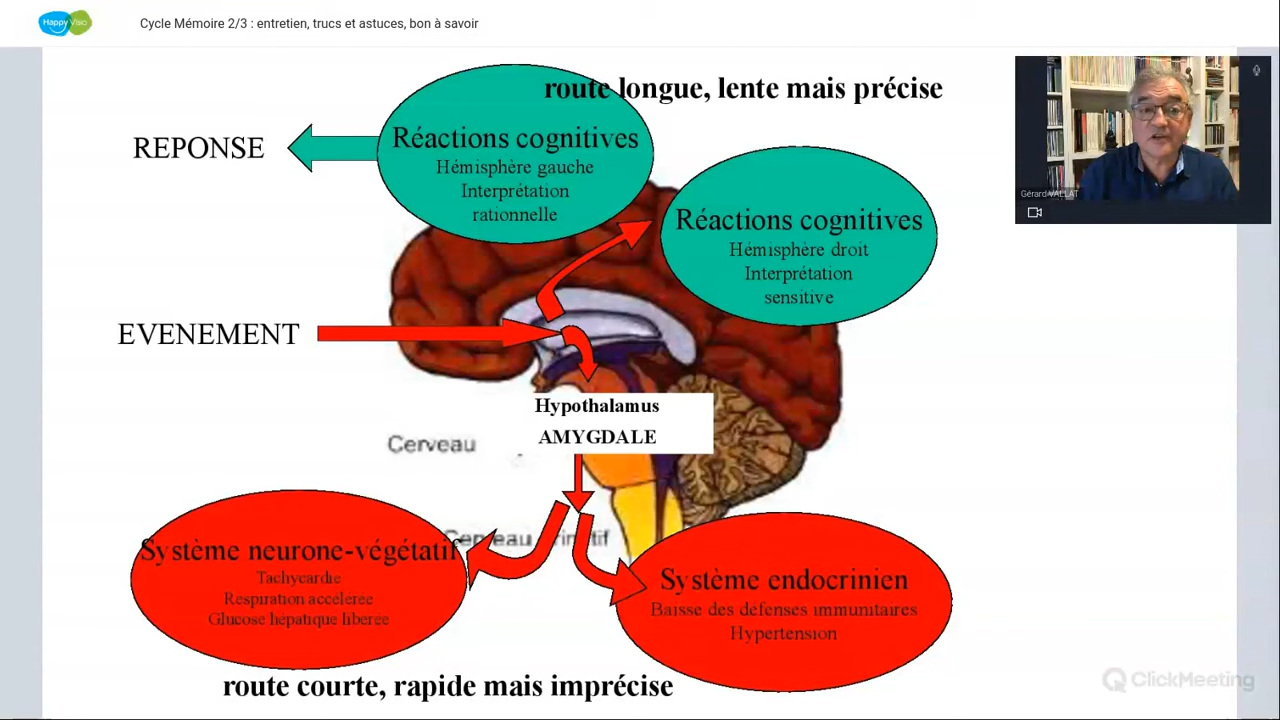 Happy Visio
Cycle Mémoire 2/3 : entretien, trucs et astuces, bon à savoir
route longue, lente mais précise
REPONSE
Réactions cognitives
Hémisphère gauche
Interprétation
rationnelle
Réactions cognitives
Hémisphère droit
Interprétation
sensitive
Gérard VALLAT
EVENEMENT
Hypothalamus
AMYGDALE
Cerveau
Système neurone-végétatif
Tachycardie
Respiration accélérée
Glucose hépatique libérée
Système endocrinien
Baisse des défenses immunitaires
Hypertension
route courte, rapide mais imprécise
ClickMeeting